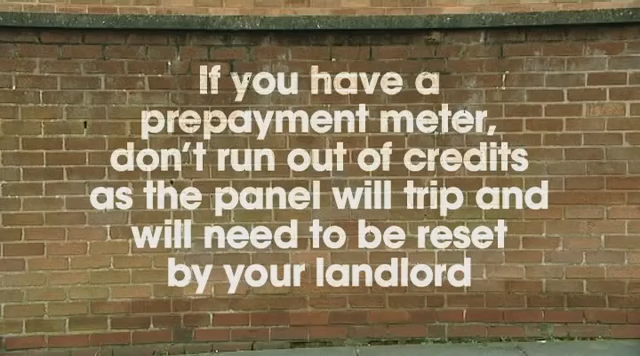 If you have a
prepayment meter,
don't run out of credits
as the panel will trip and
will need to be reset
by your landlord